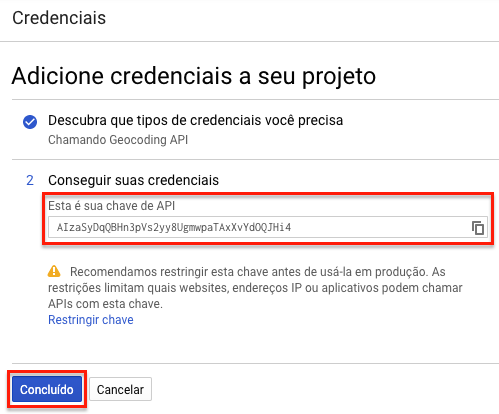 Credenciais
Adicione credenciais a seu projeto
Descubra que tipos de credenciais você precisa
Chamando Geocoding API
2 Conseguir suas credenciais
Esta é sua chave de API
AIzaSyDqQBHn3pVs2yy8UgmwpaTAxXvYdOQJHi4
Recomendamos restringir esta chave antes de usá-la em produção. As
restrições limitam quais websites, endereços IP ou aplicativos podem chamar
APIs com esta chave.
Restringir chave
Concluído Cancelar